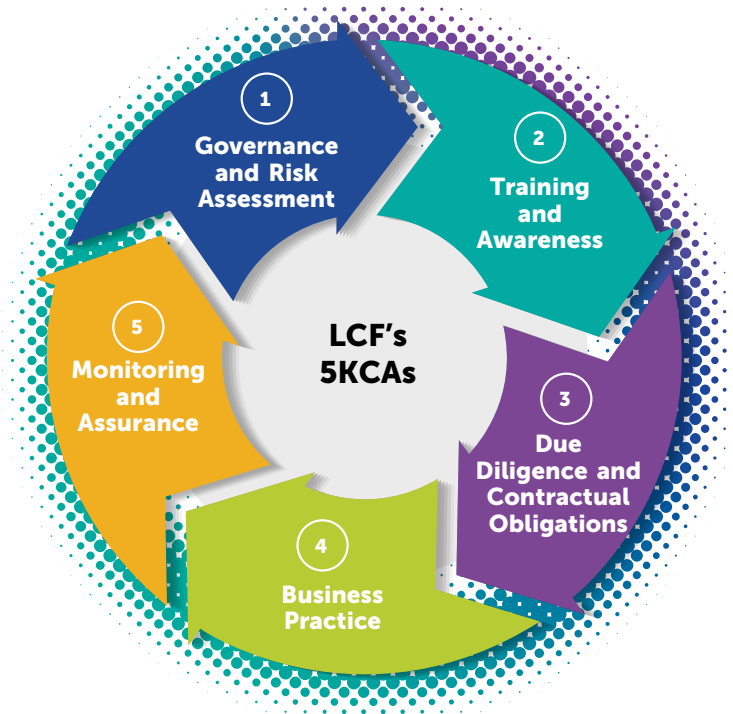 LCF's
5KCAs
1
Governance
and Risk
Assessment
2
Training
and
Awareness
3
Due
Diligence and
Contractual
Obligations
4
Business
Practice
5
Monitoring
and
Assurance